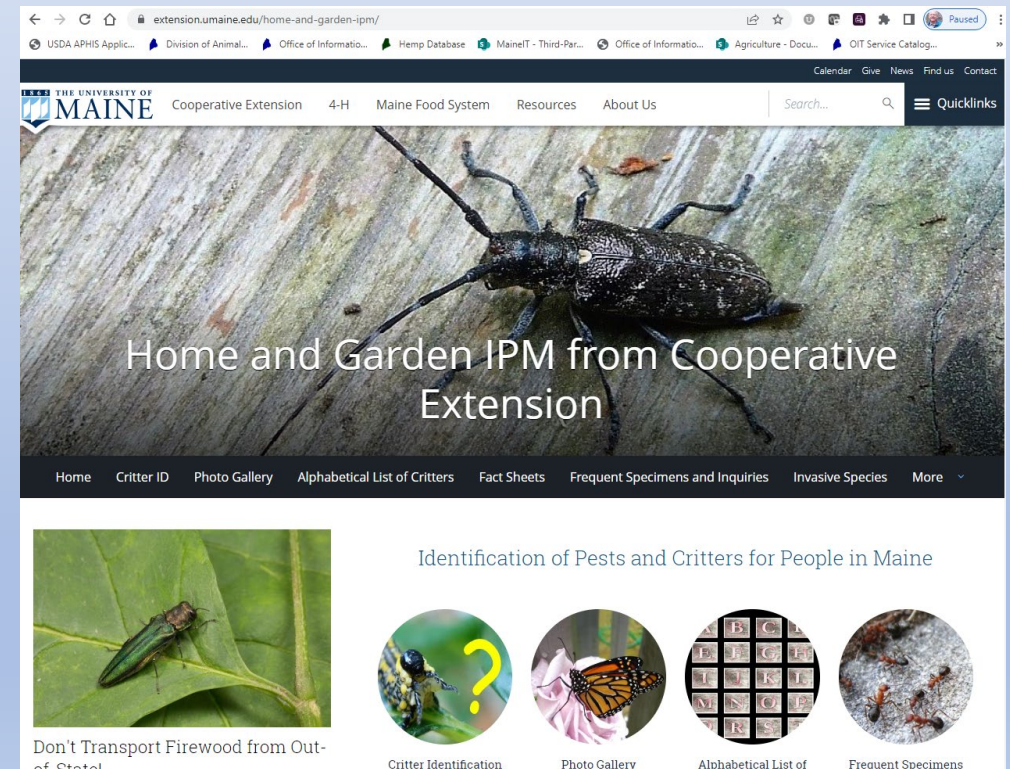 extension.umaine.edu/home-and-garden-ipm/
Paused
USDA APHIS Applic... Division of Animal... Office of Informatio... Hemp Database MaineIT - Third-Par... Office of Informatio... Agriculture - Docu... OIT Service Catalog... »
Calendar Give News Find us Contact
1865 THE UNIVERSITY OF
MAINE
Cooperative Extension 4-H Maine Food System Resources About Us Search... Quicklinks
Home and Garden IPM from Cooperative
Extension
Home Critter ID Photo Gallery Alphabetical List of Critters Fact Sheets Frequent Specimens and Inquiries Invasive Species More
Identification of Pests and Critters for People in Maine
?
B C
E F G H
I J K L
M N O P
R S T
Don't Transport Firewood from Out-
of-State!
Critter Identification Photo Gallery Alphabetical List of Frequent Specimens